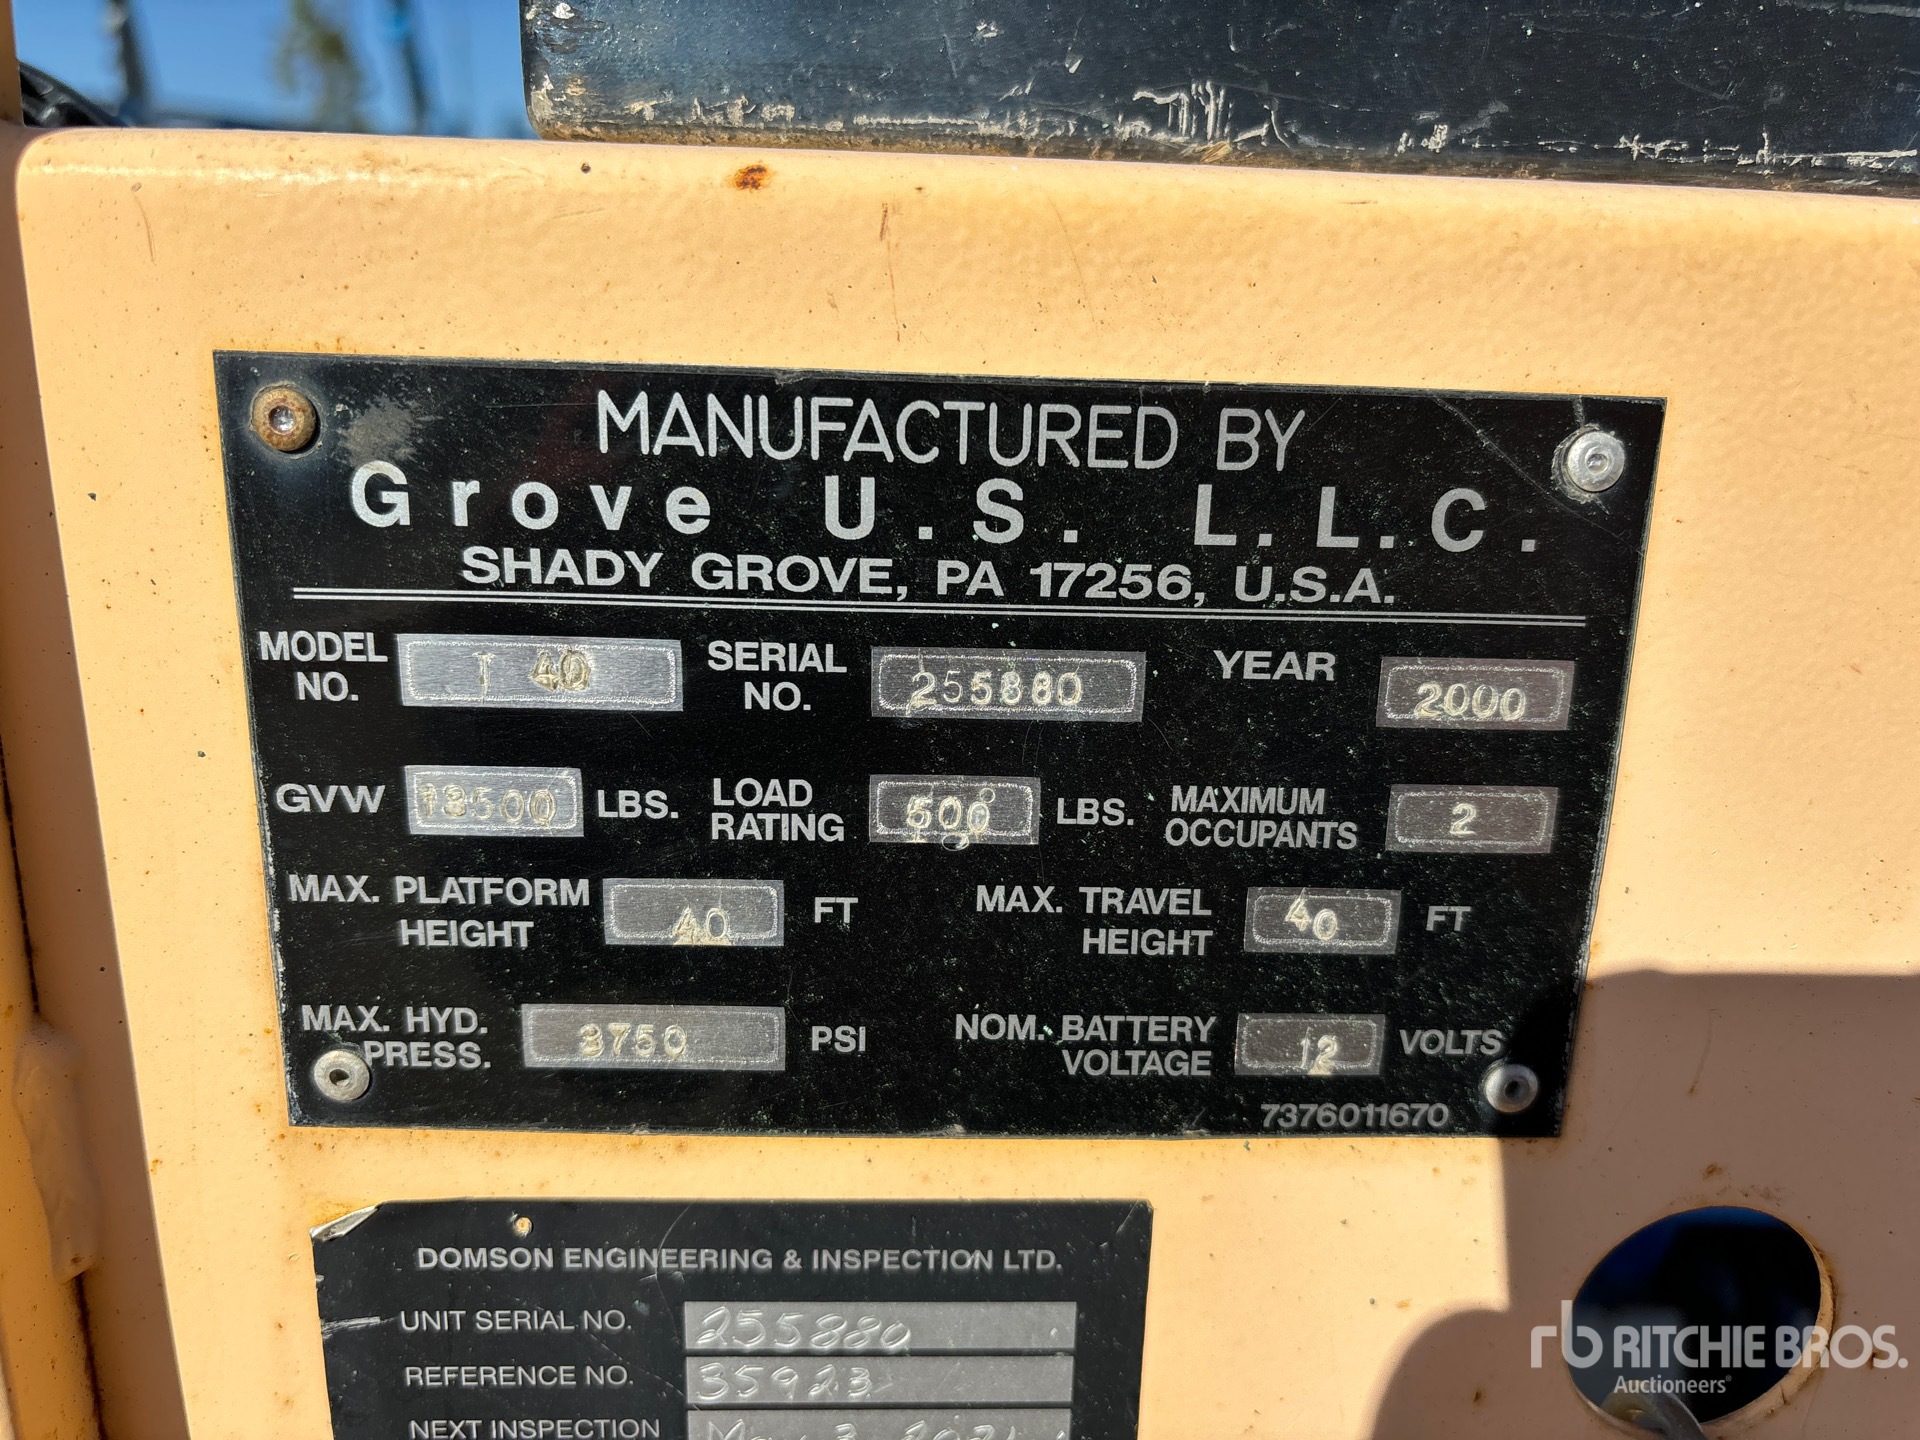 MANUFACTURED BY
Grove U.S. L.L.C.
SHADY GROVE, PA 17256, U.S.A.
MODEL NO. T 40 SERIAL NO. 255880 YEAR 2000
GVW 13500 LBS. LOAD RATING 500 LBS. MAXIMUM OCCUPANTS 2
MAX. PLATFORM HEIGHT 40 FT MAX. TRAVEL HEIGHT 40 FT
MAX. HYD. PRESS. 3750 PSI NOM. BATTERY VOLTAGE 12 VOLTS
7376011670
DOMSON ENGINEERING & INSPECTION LTD.
UNIT SERIAL NO. 255880
REFERENCE NO. 35923
NEXT INSPECTION
rb RITCHIE BROS.
Auctioneers®